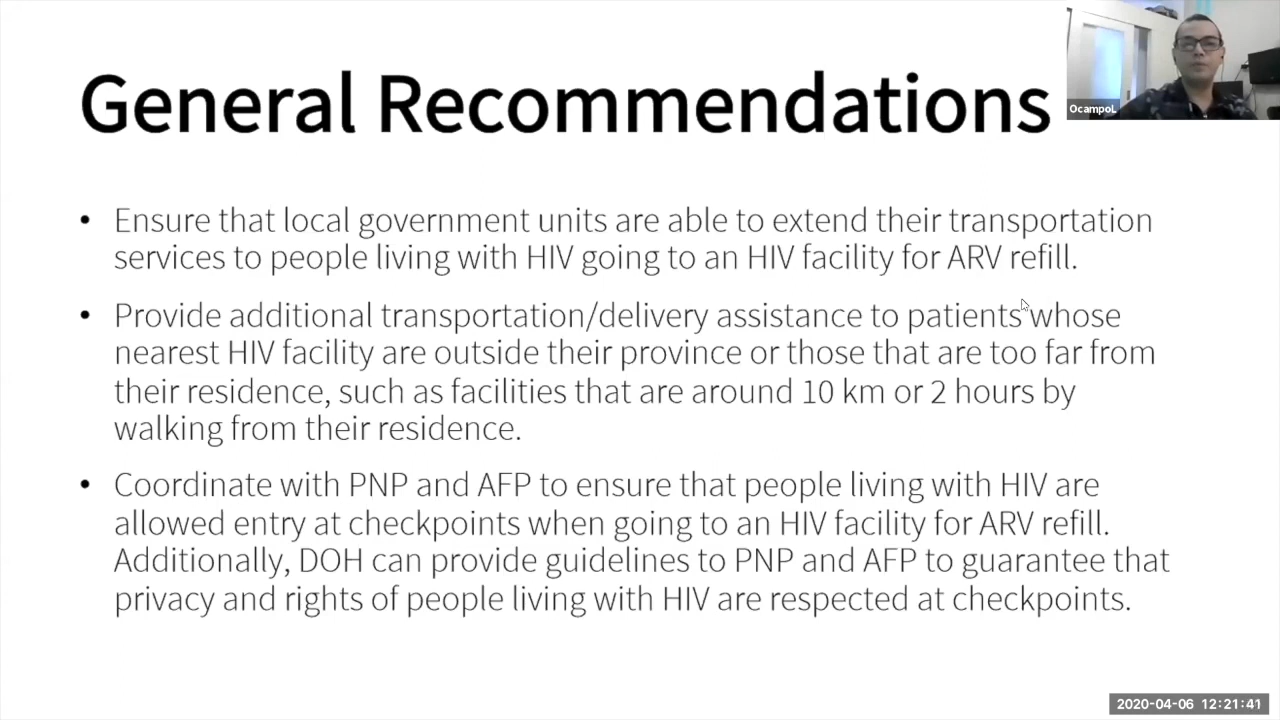 General Recommendations
OcampoL
• Ensure that local government units are able to extend their transportation
services to people living with HIV going to an HIV facility for ARV refill.
• Provide additional transportation/delivery assistance to patients whose
nearest HIV facility are outside their province or those that are too far from
their residence, such as facilities that are around 10 km or 2 hours by
walking from their residence.
• Coordinate with PNP and AFP to ensure that people living with HIV are
allowed entry at checkpoints when going to an HIV facility for ARV refill.
Additionally, DOH can provide guidelines to PNP and AFP to guarantee that
privacy and rights of people living with HIV are respected at checkpoints.
2020-04-06 12:21:41